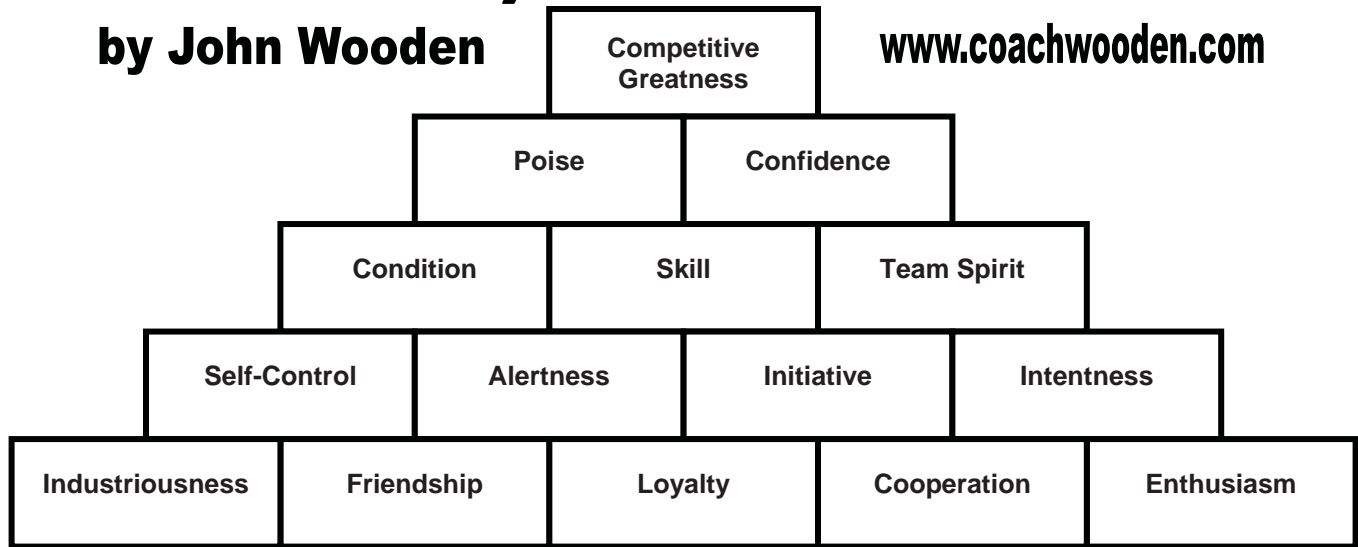 by John Wooden
www.coachwooden.com
Competitive
Greatness
Poise Confidence
Condition Skill Team Spirit
Self-Control Alertness Initiative Intentness
Industriousness Friendship Loyalty Cooperation Enthusiasm